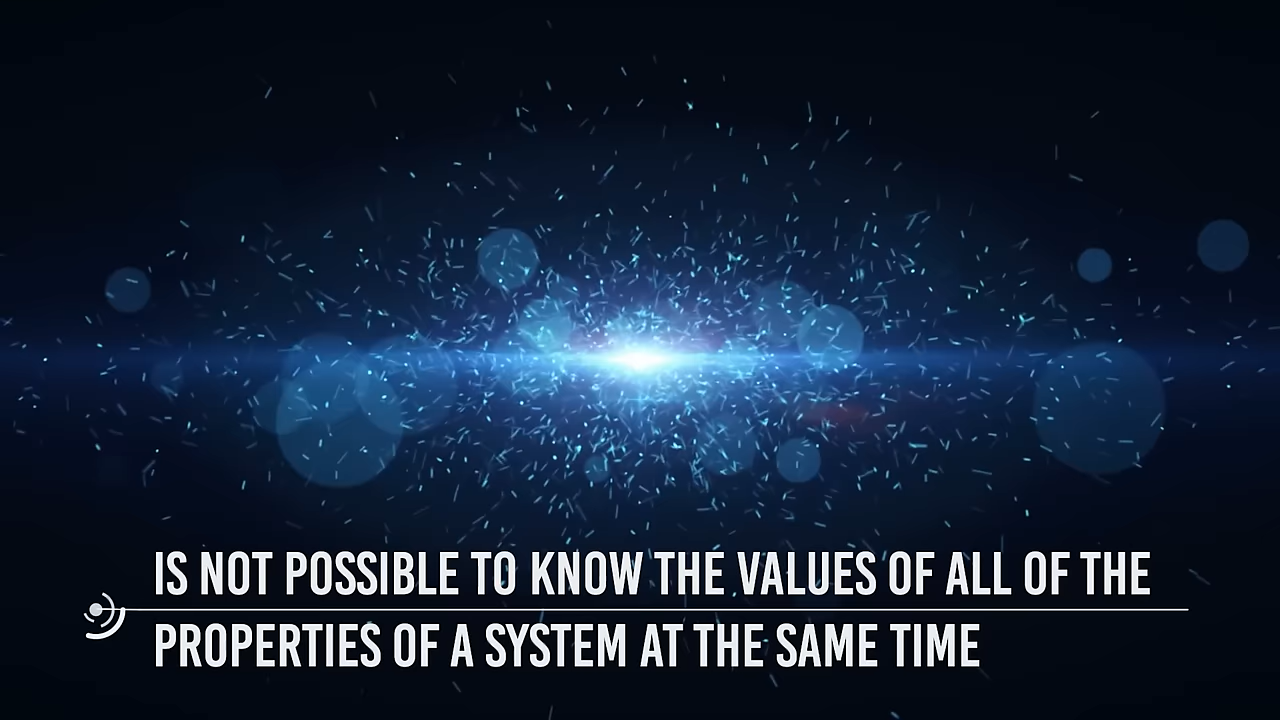 IS NOT POSSIBLE TO KNOW THE VALUES OF ALL OF THE
PROPERTIES OF A SYSTEM AT THE SAME TIME